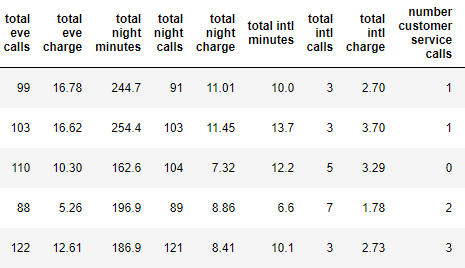 total eve calls total eve charge total night minutes total night calls total night charge total intl minutes total intl calls total intl charge number customer service calls
99 16.78 244.7 91 11.01 10.0 3 2.70 1
103 16.62 254.4 103 11.45 13.7 3 3.70 1
110 10.30 162.6 104 7.32 12.2 5 3.29 0
88 5.26 196.9 89 8.86 6.6 7 1.78 2
122 12.61 186.9 121 8.41 10.1 3 2.73 3